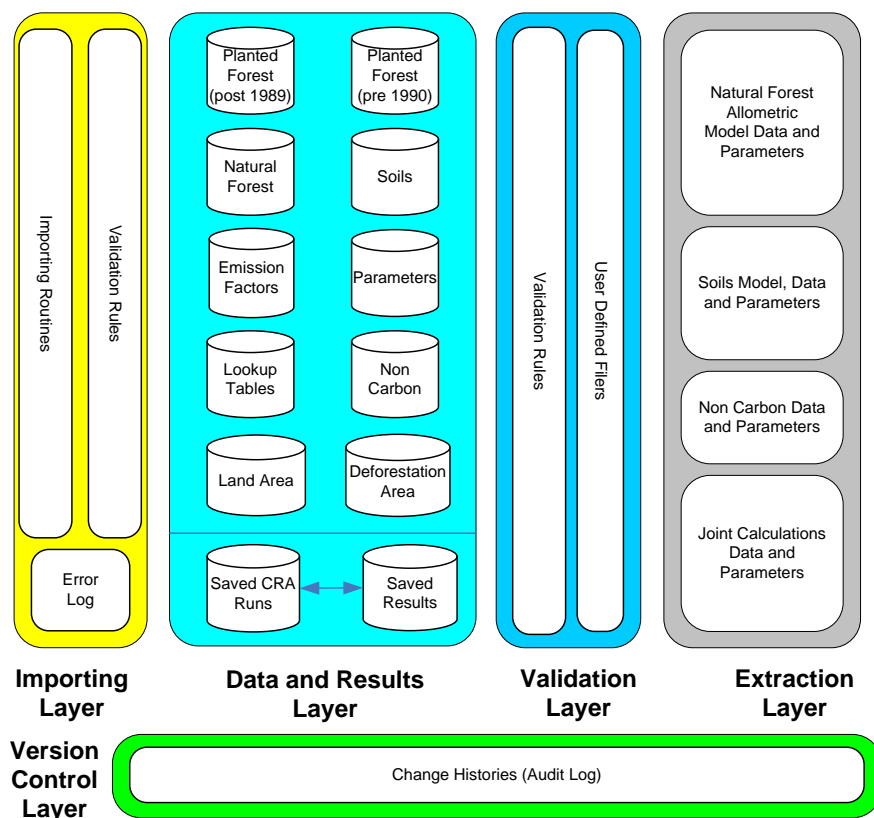 Importing Routines
Validation Rules
Error
Log
Planted
Forest
(post 1989)
Planted
Forest
(pre 1990)
Natural
Forest
Soils
Emission
Factors
Parameters
Lookup
Tables
Non
Carbon
Land Area
Deforestation
Area
Saved CRA
Runs
Saved
Results
Validation Rules
User Defined Filers
Natural Forest
Allometric
Model Data and
Parameters
Soils Model, Data
and Parameters
Non Carbon Data
and Parameters
Joint Calculations
Data and
Parameters
Importing
Layer
Data and Results
Layer
Validation
Layer
Extraction
Layer
Version
Control
Layer
Change Histories (Audit Log)